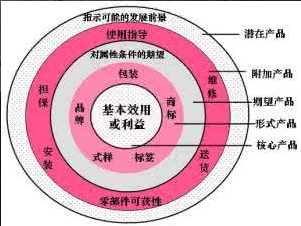 指示可能的发展前景
使用指导
对属性条件的期望
包装
担保
品牌
基本效用
或利益
商标
维修
式样
标签
安装
送货
零部件可获性
潜在产品
附加产品
期望产品
形式产品
核心产品